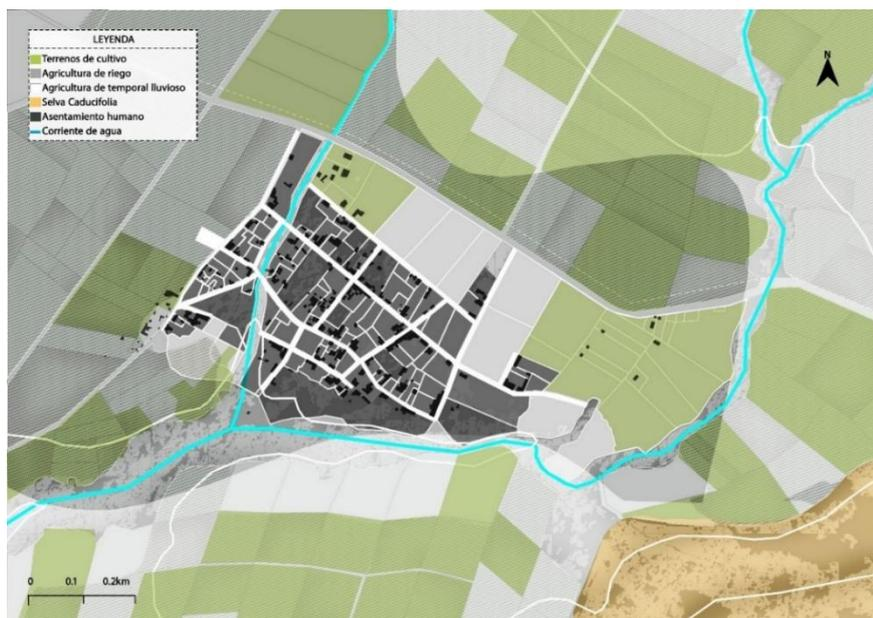 LEYENDA
Terrenos de cultivo
Agricultura de riego
Agricultura de temporal lluvioso
Selva Caducifolia
Asentamiento humano
Corriente de agua
N
0 0.1 0.2km